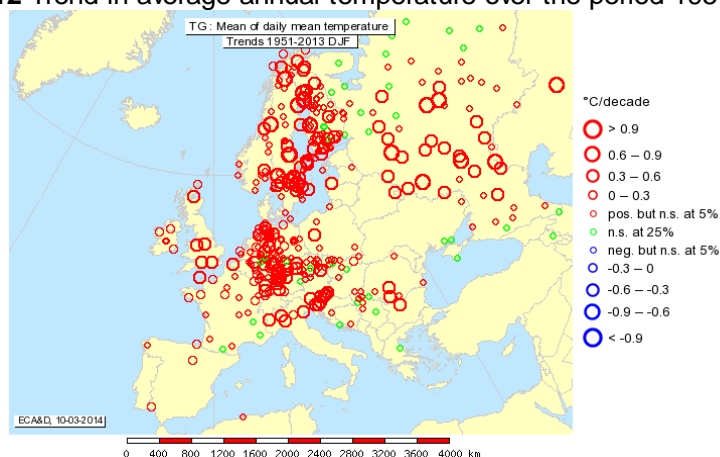 12 Trend in average annual temperature over the period
TG : Mean of daily mean temperature
Trends 1951-2013 DJF
°C/decade
> 0.9
0.6 – 0.9
0.3 – 0.6
0 – 0.3
pos. but n.s. at 5%
n.s. at 25%
neg. but n.s. at 5%
-0.3 – 0
-0.6 – -0.3
-0.9 – -0.6
< -0.9
ECA&D, 10-03-2014
0 400 800 1200 1600 2000 2400 2800 3200 3600 4000 km